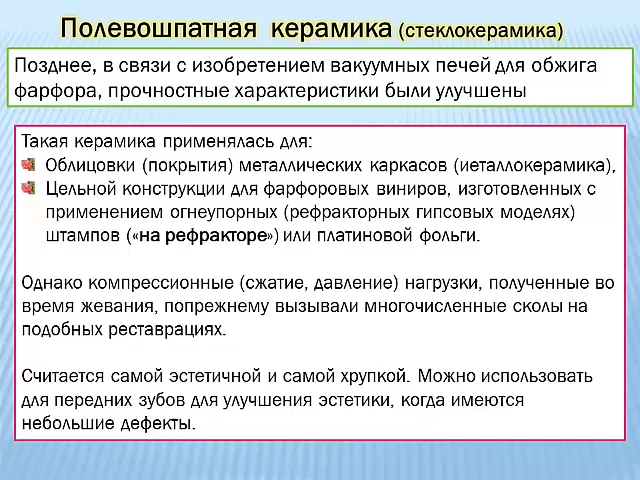 Полевошпатная керамика (стеклокерамика)
Позднее, в связи с изобретением вакуумных печей для обжига
фарфора, прочностные характеристики были улучшены
Такая керамика применялась для:
Облицовки (покрытия) металлических каркасов (иеталлокерамика),
Цельной конструкции для фарфоровых виниров, изготовленных с
применением огнеупорных (рефракторных гипсовых моделях)
штампов («на рефракторе») или платиновой фольги.
Однако компрессионные (сжатие, давление) нагрузки, полученные во
время жевания, попрежнему вызывали многочисленные сколы на
подобных реставрациях.
Считается самой эстетичной и самой хрупкой. Можно использовать
для передних зубов для улучшения эстетики, когда имеются
небольшие дефекты.